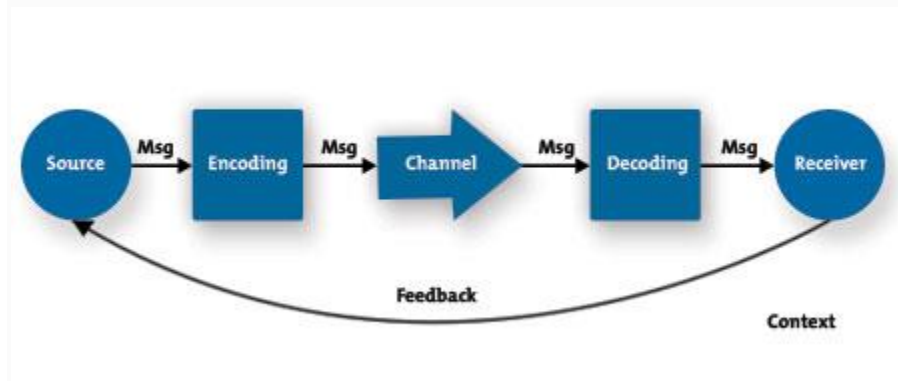 Source
Msg
Encoding
Msg
Channel
Msg
Decoding
Msg
Receiver
Feedback
Context